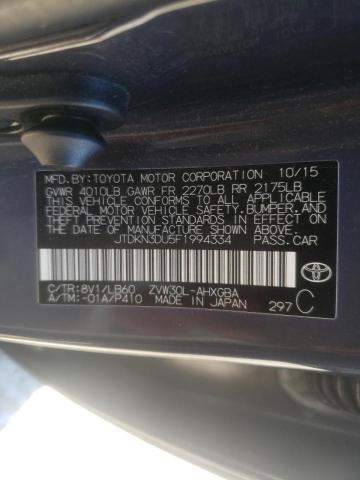 MFD.BY:TOYOTA MOTOR CORPORATION 10/15
GVWR 4010LB GAWR FR 2270LB RR 2175LB
THIS VEHICLE CONFORMS TO ALL APPLICABLE
FEDERAL MOTOR VEHICLE SAFETY,BUMPER,AND
THEFT PREVENTION STANDARDS IN EFFECT ON
THE DATE OF MANUFACTURE SHOWN ABOVE.
JTDKN3DU5F1994334 PASS.CAR
C/TR:8V1/LB60 ZVW30L-AHXGBA
A/TM:-01A/P410 MADE IN JAPAN 297 C